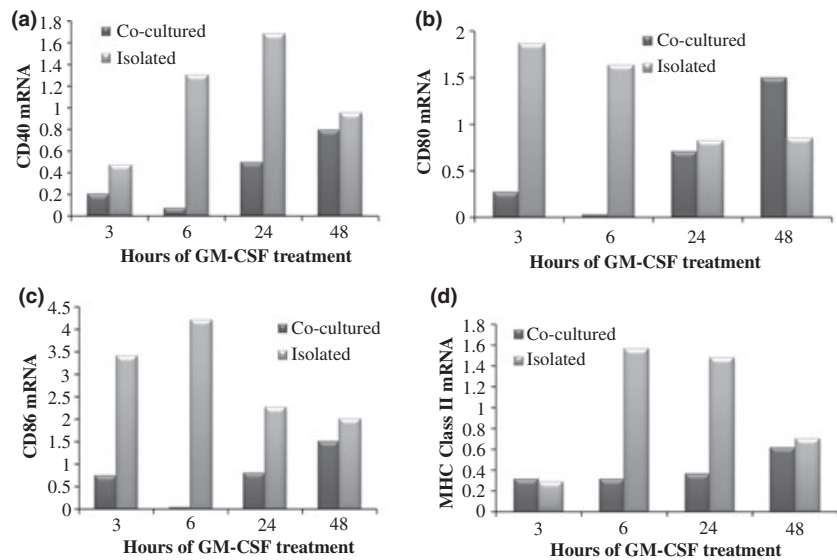 (a)
1.8
1.6
1.4
1.2
1
0.8
0.6
0.4
0.2
0
CD40 mRNA
Co-cultured
Isolated
3 6 24 48
Hours of GM-CSF treatment
(b)
2
1.5
1
0.5
0
CD80 mRNA
Co-cultured
Isolated
3 6 24 48
Hours of GM-CSF treatment
(c)
4.5
4
3.5
3
2.5
2
1.5
1
0.5
0
CD86 mRNA
Co-cultured
Isolated
3 6 24 48
Hours of GM-CSF treatment
(d)
1.8
1.6
1.4
1.2
1
0.8
0.6
0.4
0.2
0
MHC Class II mRNA
Co-cultured
Isolated
3 6 24 48
Hours of GM-CSF treatment